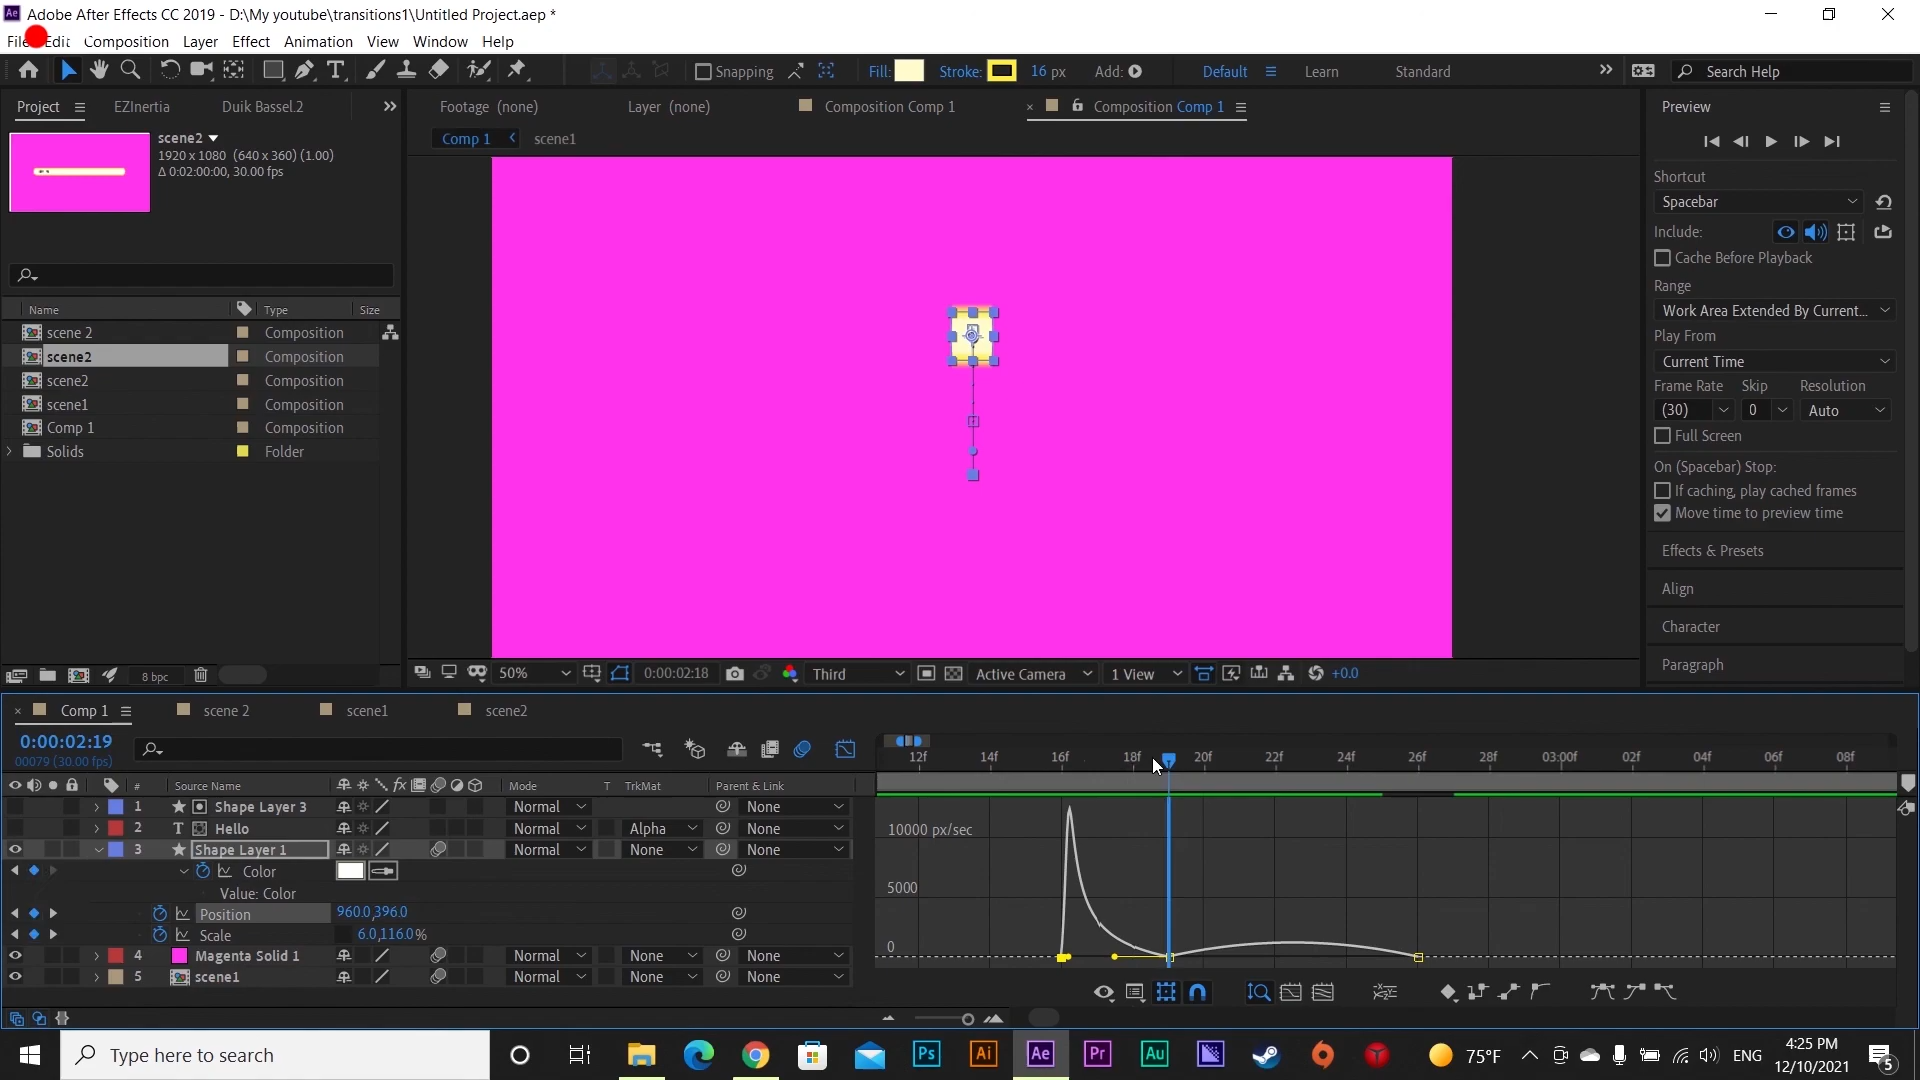 Adobe After Effects CC 2019 - D:\My youtube\transitions1\Untitled Project.aep *
File Edit Composition Layer Effect Animation View Window Help
Snapping Fill: Stroke: 16 px Add: Default Learn Standard Search Help
Project EZInertia Duik Bassel.2 Footage (none) Layer (none) Composition Comp 1 Composition Comp 1 Preview
Comp 1 scene1
scene2
1920 x 1080 (640 x 360) (1.00)
Δ 0:02:00:00, 30.00 fps
Name Type Size
scene 2 Composition
scene2 Composition
scene2 Composition
scene1 Composition
Comp 1 Composition
Solids Folder
8 bpc
50% 0:00:02:18 Third Active Camera 1 View +0.0
Shortcut
Spacebar
Include:
Cache Before Playback
Range
Work Area Extended By Current...
Play From
Current Time
Frame Rate Skip Resolution
(30) 0 Auto
Full Screen
On (Spacebar) Stop:
If caching, play cached frames
Move time to preview time
Effects & Presets
Align
Character
Paragraph
Comp 1 scene 2 scene1 scene2
0:00:02:19
00079 (30.00 fps)
12f 14f 16f 18f 20f 22f 24f 26f 28f 03:00f 02f 04f 06f 08f
# Source Name Mode T TrkMat Parent & Link
1 Shape Layer 3 Normal None
2 T Hello Normal Alpha None
3 Shape Layer 1 Normal None None
Color
Value: Color
Position 960.0,396.0
Scale 6.0,116.0%
4 Magenta Solid 1 Normal None None
5 scene1 Normal None None
10000 px/sec
5000
0
Type here to search
Ps Ai Ae Pr Au
75°F ENG 4:25 PM
12/10/2021
5